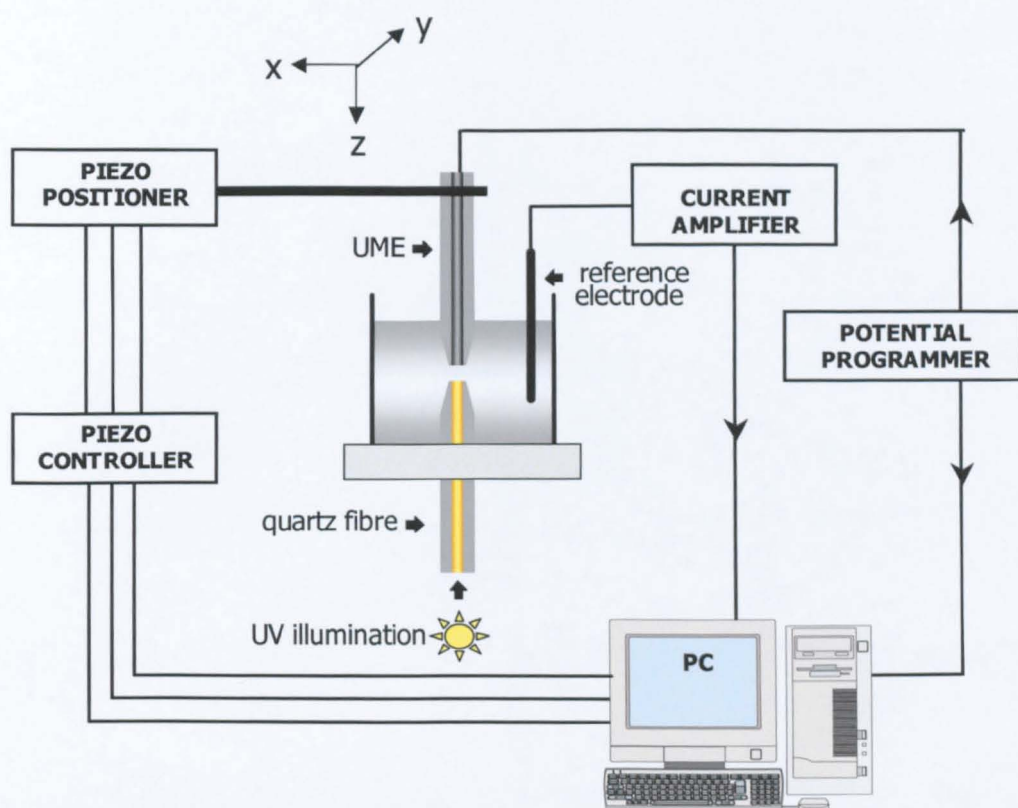 y
x
z
PIEZO
POSITIONER
CURRENT
AMPLIFIER
UME
reference
electrode
POTENTIAL
PROGRAMMER
PIEZO
CONTROLLER
quartz fibre
UV illumination
PC